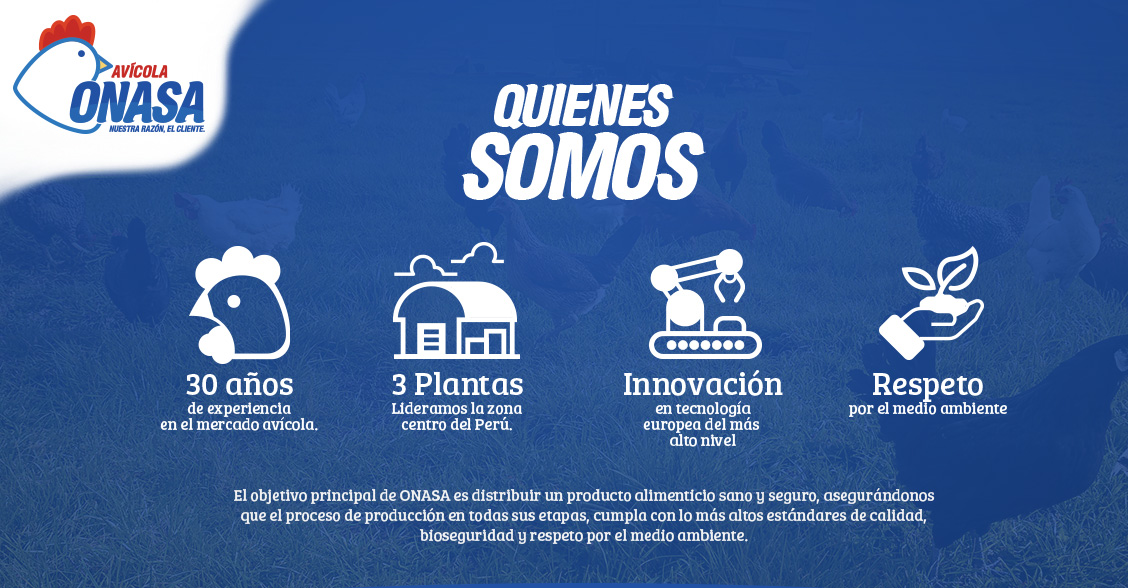 AVÍCOLA
ONASA
NUESTRA RAZÓN, EL CLIENTE.
QUIENES
SOMOS
30 años
de experiencia
en el mercado avícola.
3 Plantas
Lideramos la zona
centro del Perú.
Innovación
en tecnología
europea del más
alto nivel
Respeto
por el medio ambiente
El objetivo principal de ONASA es distribuir un producto alimentício sano y seguro, asegurándonos
que el proceso de producción en todas sus etapas, cumpla con lo más altos estándares de calidad,
bioseguridad y respeto por el medio ambiente.